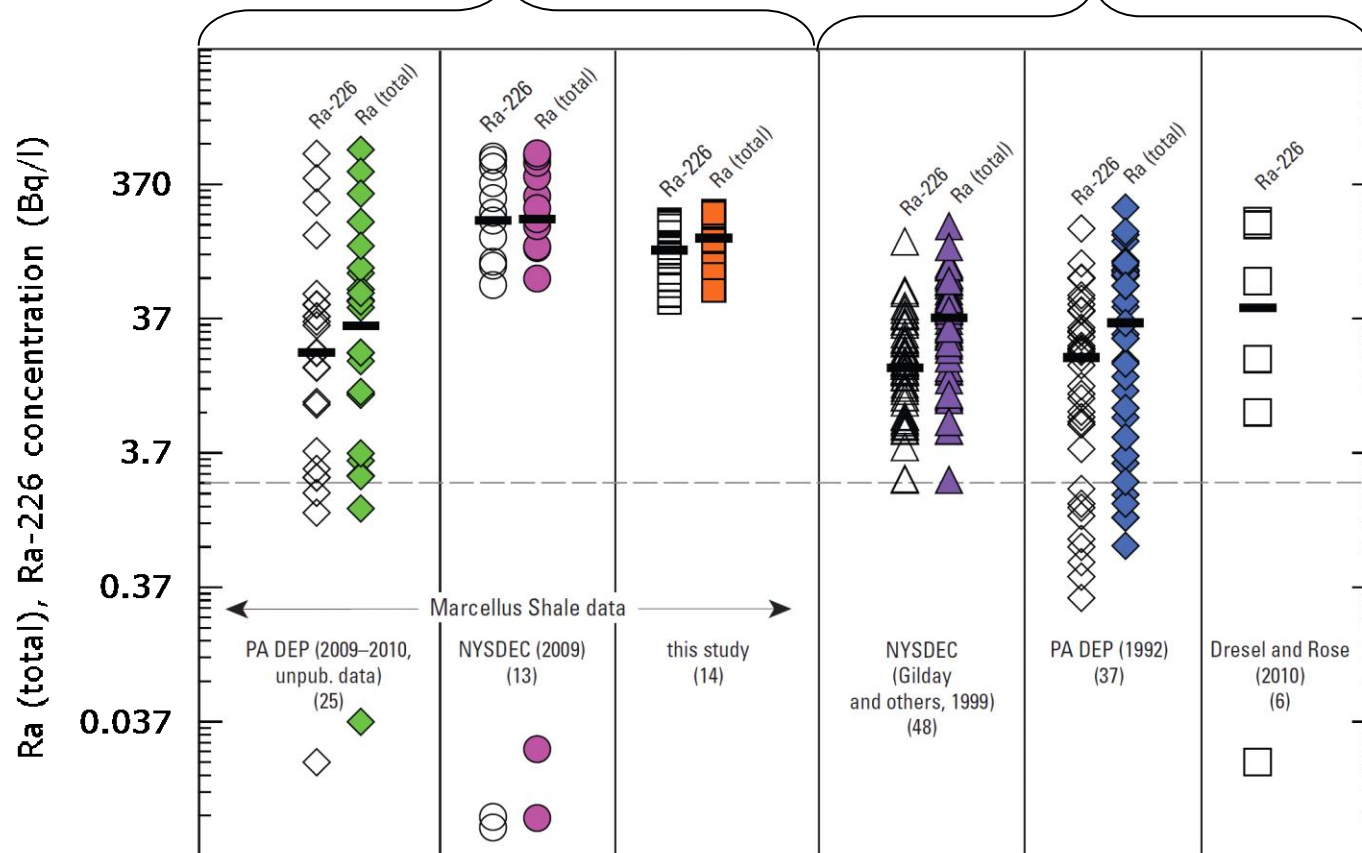 Ra (total), Ra-226 concentration (Bq/l)
370
37
3.7
0.37
0.037
Ra-226
Ra (total)
Ra-226
Ra (total)
Ra-226
Ra (total)
Ra-226
Ra (total)
Ra-226
Ra (total)
Ra-226
Marcellus Shale data
PA DEP (2009–2010,
unpub. data)
(25)
NYSDEC (2009)
(13)
this study
(14)
NYSDEC
(Gilday
and others, 1999)
(48)
PA DEP (1992)
(37)
Dresel and Rose
(2010)
(6)